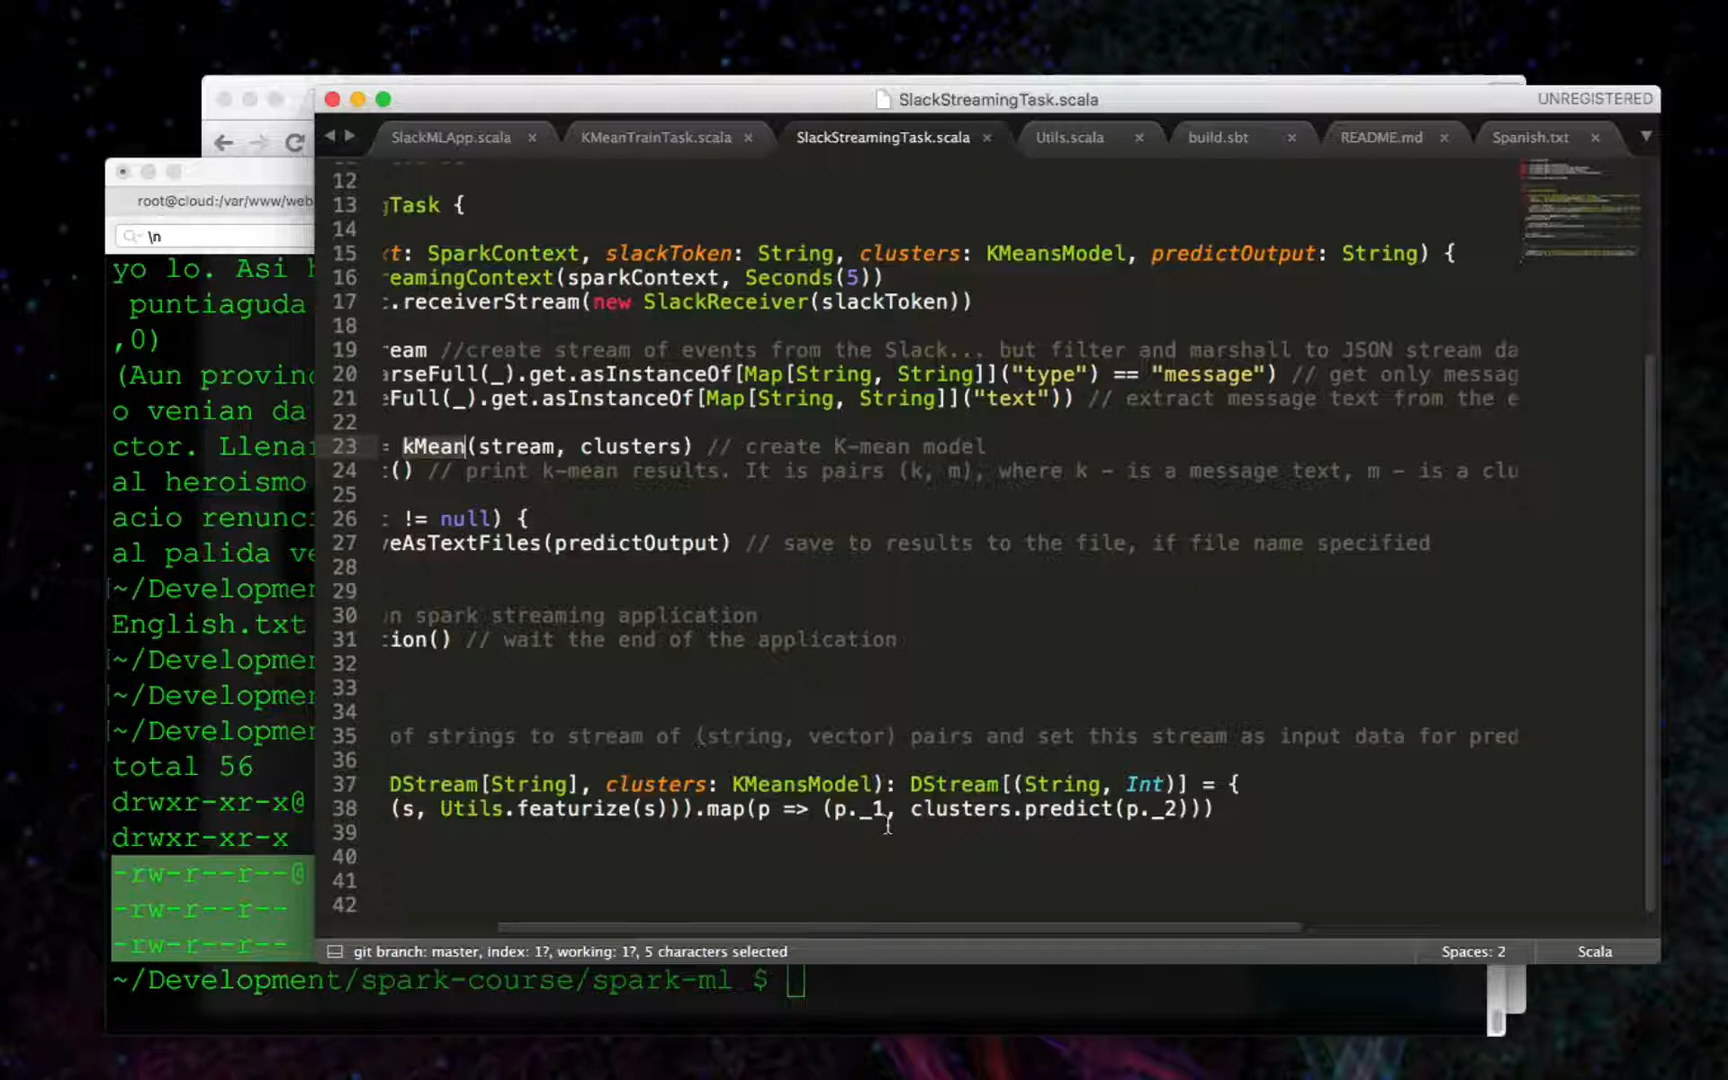 SlackStreamingTask.scala
UNREGISTERED
SlackMLApp.scala
KMeanTrainTask.scala
SlackStreamingTask.scala
Utils.scala
build.sbt
README.md
Spanish.txt
root@cloud:/var/www/web
\n
yo lo. Asi
puntiaguda
,0)
(Aun provin
o venian da
ctor. Llena
al heroismo
acio renunc
al palida ve
~/Developme
English.txt
~/Developme
~/Developme
~/Developme
total 56
drwxr-xr-x@
drwxr-xr-x
-rw-r--r--@
-rw-r--r--
-rw-r--r--
~/Development/spark-course/spark-ml $
12
13 gTask {
14
15 t: SparkContext, slackToken: String, clusters: KMeansModel, predictOutput: String) {
16 eamingContext(sparkContext, Seconds(5))
17 .receiverStream(new SlackReceiver(slackToken))
18
19 ream //create stream of events from the Slack... but filter and marshall to JSON stream da
20 arseFull(_).get.asInstanceOf[Map[String, String]]("type") == "message") // get only messag
21 eFull(_).get.asInstanceOf[Map[String, String]]("text")) // extract message text from the e
22
23 = kMean(stream, clusters) // create K-mean model
24 t() // print k-mean results. It is pairs (k, m), where k - is a message text, m - is a clu
25
26 t != null) {
27 veAsTextFiles(predictOutput) // save to results to the file, if file name specified
28
29
30 n spark streaming application
31 tion() // wait the end of the application
32
33
34
35 of strings to stream of (string, vector) pairs and set this stream as input data for pred
36
37 DStream[String], clusters: KMeansModel): DStream[(String, Int)] = {
38 (s, Utils.featurize(s))).map(p => (p._1, clusters.predict(p._2)))
39
40
41
42
git branch: master, index: 1?, working: 1?, 5 characters selected
Spaces: 2
Scala